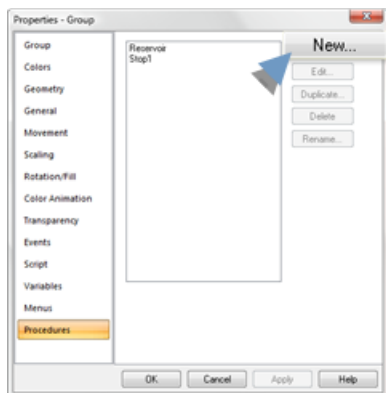 Properties - Group
Group
Colors
Geometry
General
Movement
Scaling
Rotation/Fill
Color Animation
Transparency
Events
Script
Variables
Menus
Procedures
Reservoir
Stop1
New...
Edit...
Duplicate...
Delete
Rename...
OK
Cancel
Apply
Help